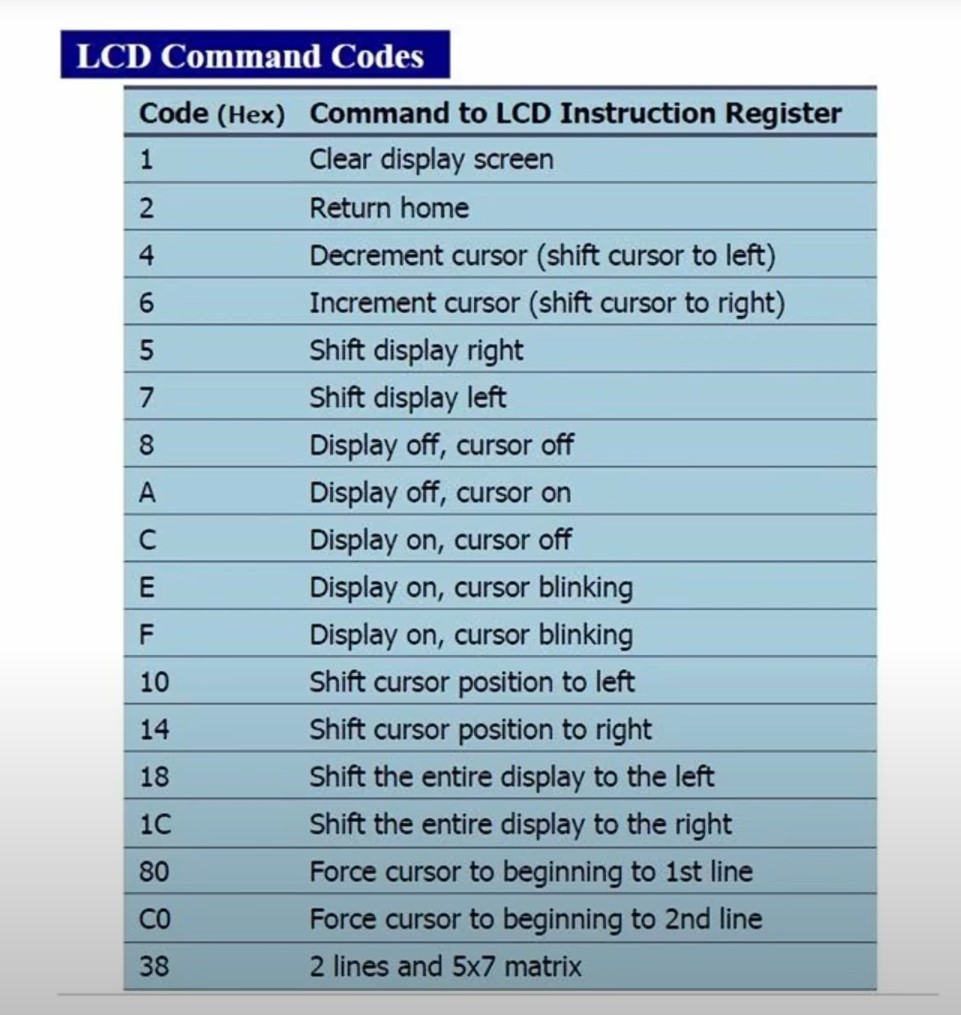 LCD Command Codes
Code (Hex) Command to LCD Instruction Register
1 Clear display screen
2 Return home
4 Decrement cursor (shift cursor to left)
6 Increment cursor (shift cursor to right)
5 Shift display right
7 Shift display left
8 Display off, cursor off
A Display off, cursor on
C Display on, cursor off
E Display on, cursor blinking
F Display on, cursor blinking
10 Shift cursor position to left
14 Shift cursor position to right
18 Shift the entire display to the left
1C Shift the entire display to the right
80 Force cursor to beginning to 1st line
C0 Force cursor to beginning to 2nd line
38 2 lines and 5x7 matrix